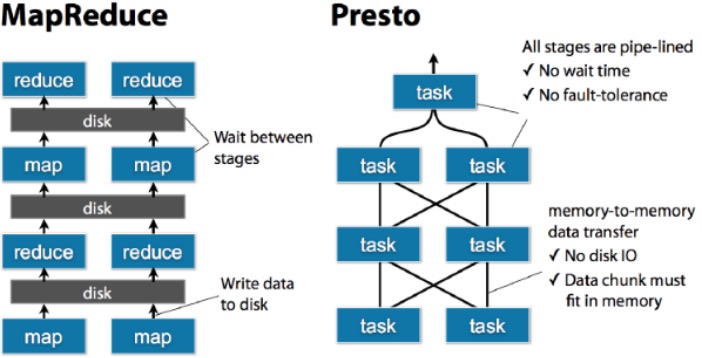 MapReduce
reduce reduce
disk
map map
disk
reduce reduce
disk
map map
Wait between
stages
Write data
to disk
Presto
task
task task
task task
task task
All stages are pipe-lined
✓ No wait time
✓ No fault-tolerance
memory-to-memory
data transfer
✓ No disk IO
✓ Data chunk must
fit in memory